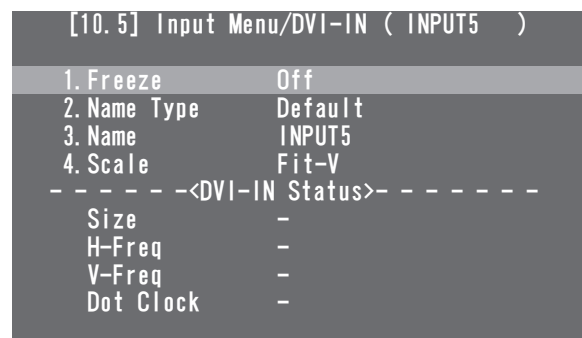 [10.5] Input Menu/DVI-IN ( INPUT5 )
1.Freeze Off
2.Name Type Default
3.Name INPUT5
4.Scale Fit-V
- - - - - -<DVI-IN Status>- - - - - - -
Size -
H-Freq -
V-Freq -
Dot Clock -